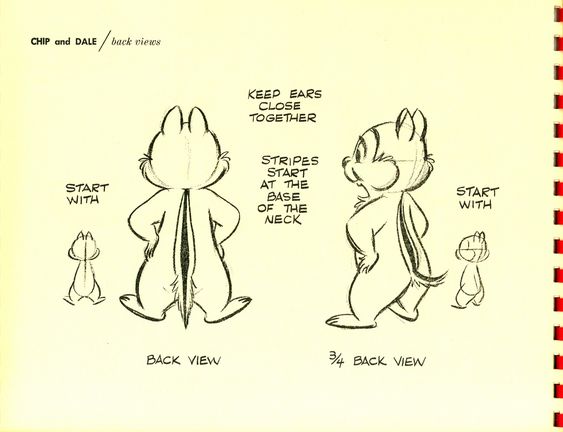 CHIP and DALE / back views
KEEP EARS
CLOSE
TOGETHER
STRIPES
START
AT THE
BASE
OF THE
NECK
START
WITH
START
WITH
BACK VIEW
3/4 BACK VIEW